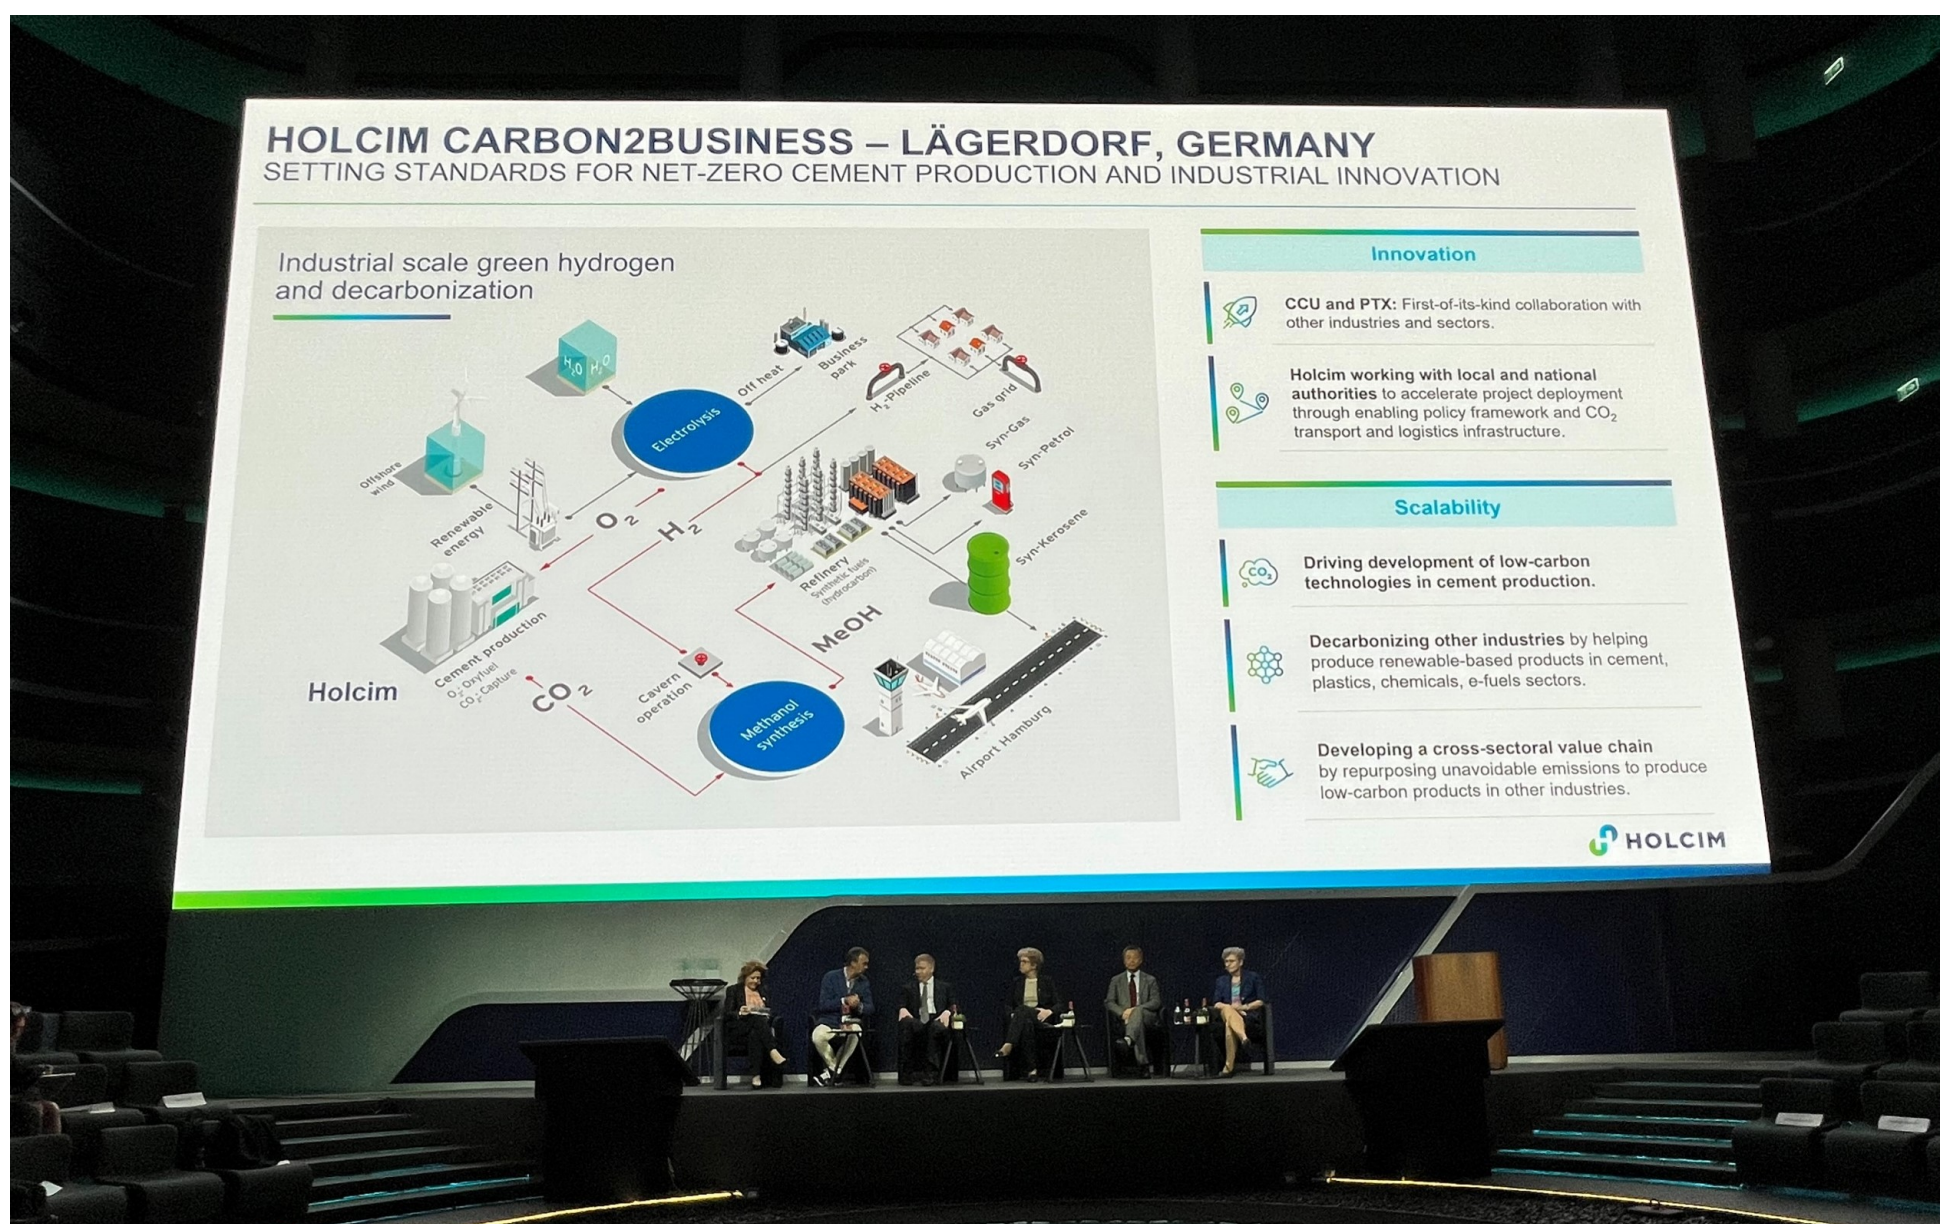 HOLCIM CARBON2BUSINESS – LÄGERDORF, GERMANY
SETTING STANDARDS FOR NET-ZERO CEMENT PRODUCTION AND INDUSTRIAL INNOVATION
Industrial scale green hydrogen
and decarbonization
H₂O
H₂O
Electrolysis
Off heat
Business
park
H₂-Pipeline
Gas grid
Offshore
wind
Renewable
energy
O₂
H₂
Syn-Gas
Syn-Petrol
Syn-Kerosene
Refinery
Synthetic fuels
(hydrocarbon)
Cement production
O₂-Oxyfuel
CO₂-Capture
Holcim
CO₂
Cavern
operation
MeOH
Methanol
synthesis
Airport Hamburg
Innovation
CCU and PTX: First-of-its-kind collaboration with
other industries and sectors.
Holcim working with local and national
authorities to accelerate project deployment
through enabling policy framework and CO₂
transport and logistics infrastructure.
Scalability
CO₂
Driving development of low-carbon
technologies in cement production.
Decarbonizing other industries by helping
produce renewable-based products in cement,
plastics, chemicals, e-fuels sectors.
Developing a cross-sectoral value chain
by repurposing unavoidable emissions to produce
low-carbon products in other industries.
HOLCIM